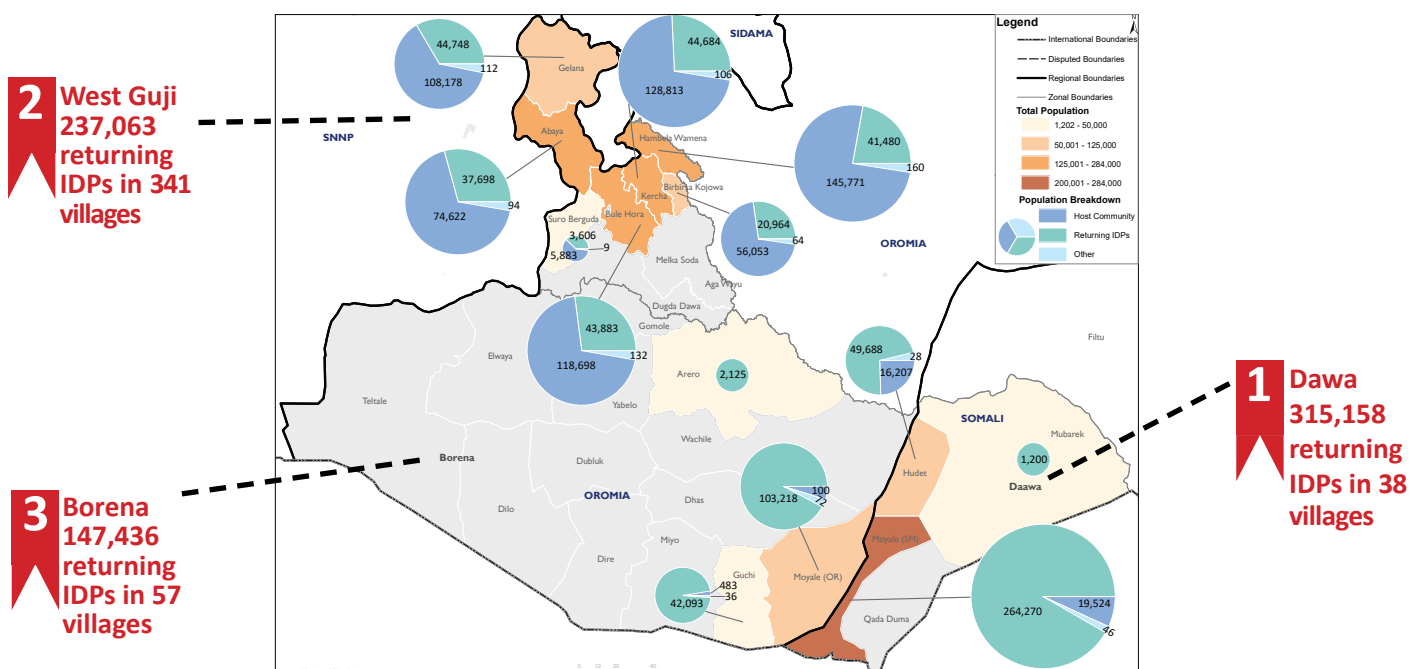 2
West Guji
237,063
returning
IDPs in 341
villages
3
Borena
147,436
returning
IDPs in 57
villages
1
Dawa
315,158
returning
IDPs in 38
villages
SIDAMA
SNNP
OROMIA
OROMIA
SOMALI
Filtu
44,748
112
108,178
Gelana
44,684
106
128,813
Abaya
Hambela Wamena
41,480
160
145,771
37,698
94
74,622
Kercha
Birbirsa Kojowa
Suro Berguda
Bule Hora
3,606
9
5,883
20,964
64
56,053
Melka Soda
Aga Wayu
Dugda Dawa
Gomole
43,883
132
118,698
Elwaya
Arero
2,125
49,688
28
16,207
Teltale
Yabelo
Wachile
Mubarek
1,200
Daawa
Hudet
Borena
Dubluk
Dhas
103,218
100
72
Dilo
Miyo
Dire
Guchi
Moyale (OR)
Moyale (SM)
Qada Duma
483
36
42,093
264,270
19,524
46
0 10 20 40
Legend
N
International Boundaries
Disputed Boundaries
Regional Boundaries
Zonal Boundaries
Total Population
1,202 - 50,000
50,001 - 125,000
125,001 - 284,000
200,001 - 284,000
Population Breakdown
Host Community
Returning IDPs
Other